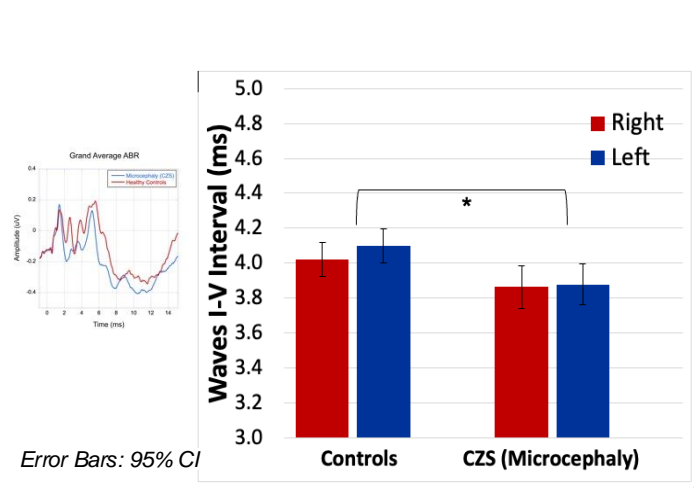 Grand Average ABR
Microcephaly (CZS)
Healthy Controls
Amplitude (uV)
0.4
0.2
0
-0.2
-0.4
0 2 4 6 8 10 12 14
Time (ms)
Error Bars: 95% CI
Waves I-V Interval (ms)
5.0
4.8
4.6
4.4
4.2
4.0
3.8
3.6
3.4
3.2
3.0
Right
Left
*
Controls CZS (Microcephaly)